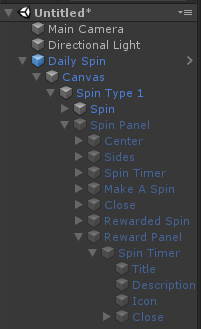 Untitled*
Main Camera
Directional Light
Daily Spin
Canvas
Spin Type 1
Spin
Spin Panel
Center
Sides
Spin Timer
Make A Spin
Close
Rewarded Spin
Reward Panel
Spin Timer
Title
Description
Icon
Close